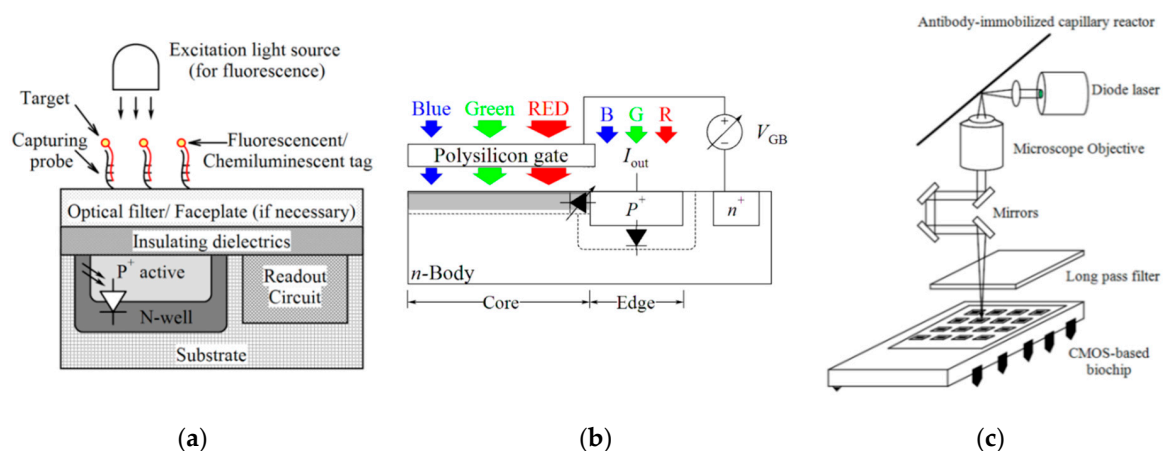 Excitation light source
(for fluorescence)
Target
Capturing
probe
Fluorescencent/
Chemiluminescent tag
Optical filter/ Faceplate (if necessary)
Insulating dielectrics
P+ active
N-well
Readout
Circuit
Substrate
(a)
Blue
Green
RED
B
G
R
+
−
VGB
Polysilicon gate
Iout
P+
n+
n-Body
Core
Edge
(b)
Antibody-immobilized capillary reactor
Diode laser
Microscope Objective
Mirrors
Long pass filter
CMOS-based
biochip
(c)